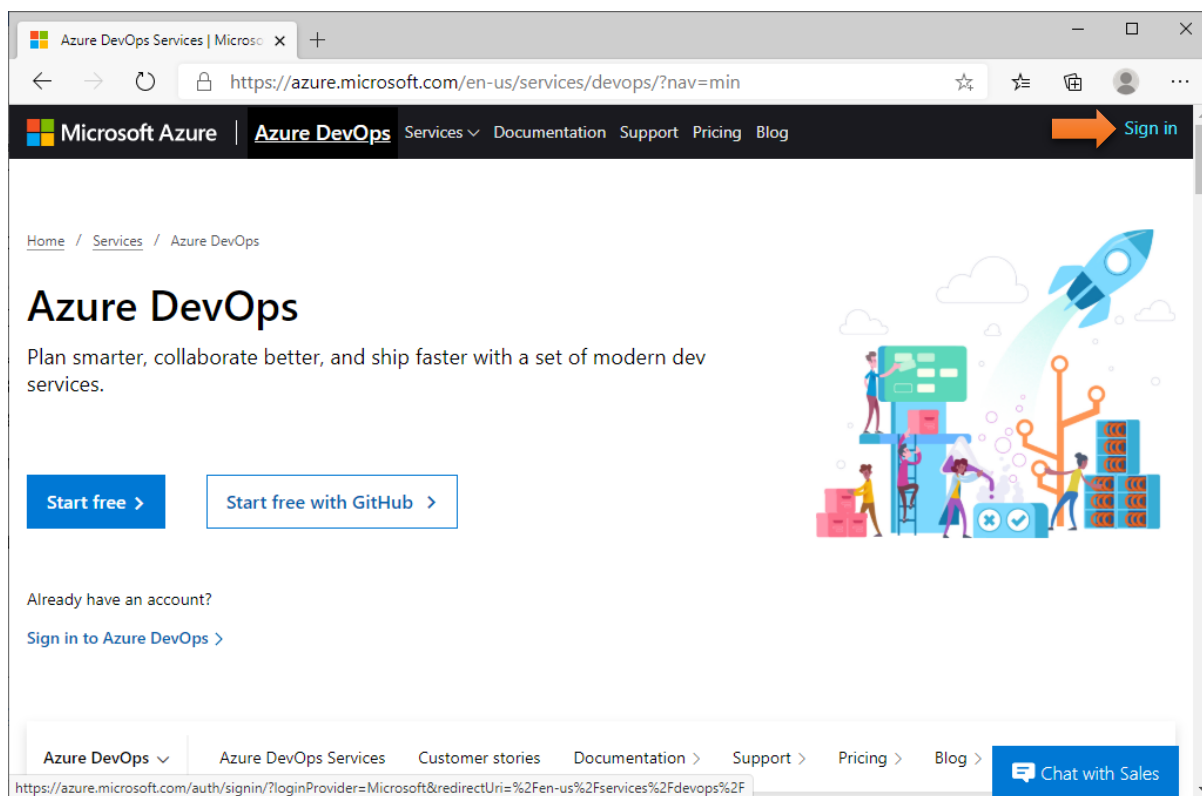 Azure DevOps Services | Microso
https://azure.microsoft.com/en-us/services/devops/?nav=min
Microsoft Azure | Azure DevOps Services Documentation Support Pricing Blog Sign in
Home / Services / Azure DevOps
Azure DevOps
Plan smarter, collaborate better, and ship faster with a set of modern dev
services.
Start free Start free with GitHub
Already have an account?
Sign in to Azure DevOps
Azure DevOps Azure DevOps Services Customer stories Documentation Support Pricing Blog
Chat with Sales
https://azure.microsoft.com/auth/signin/?loginProvider=Microsoft&redirectUri=%2Fen-us%2Fservices%2Fdevops%2F